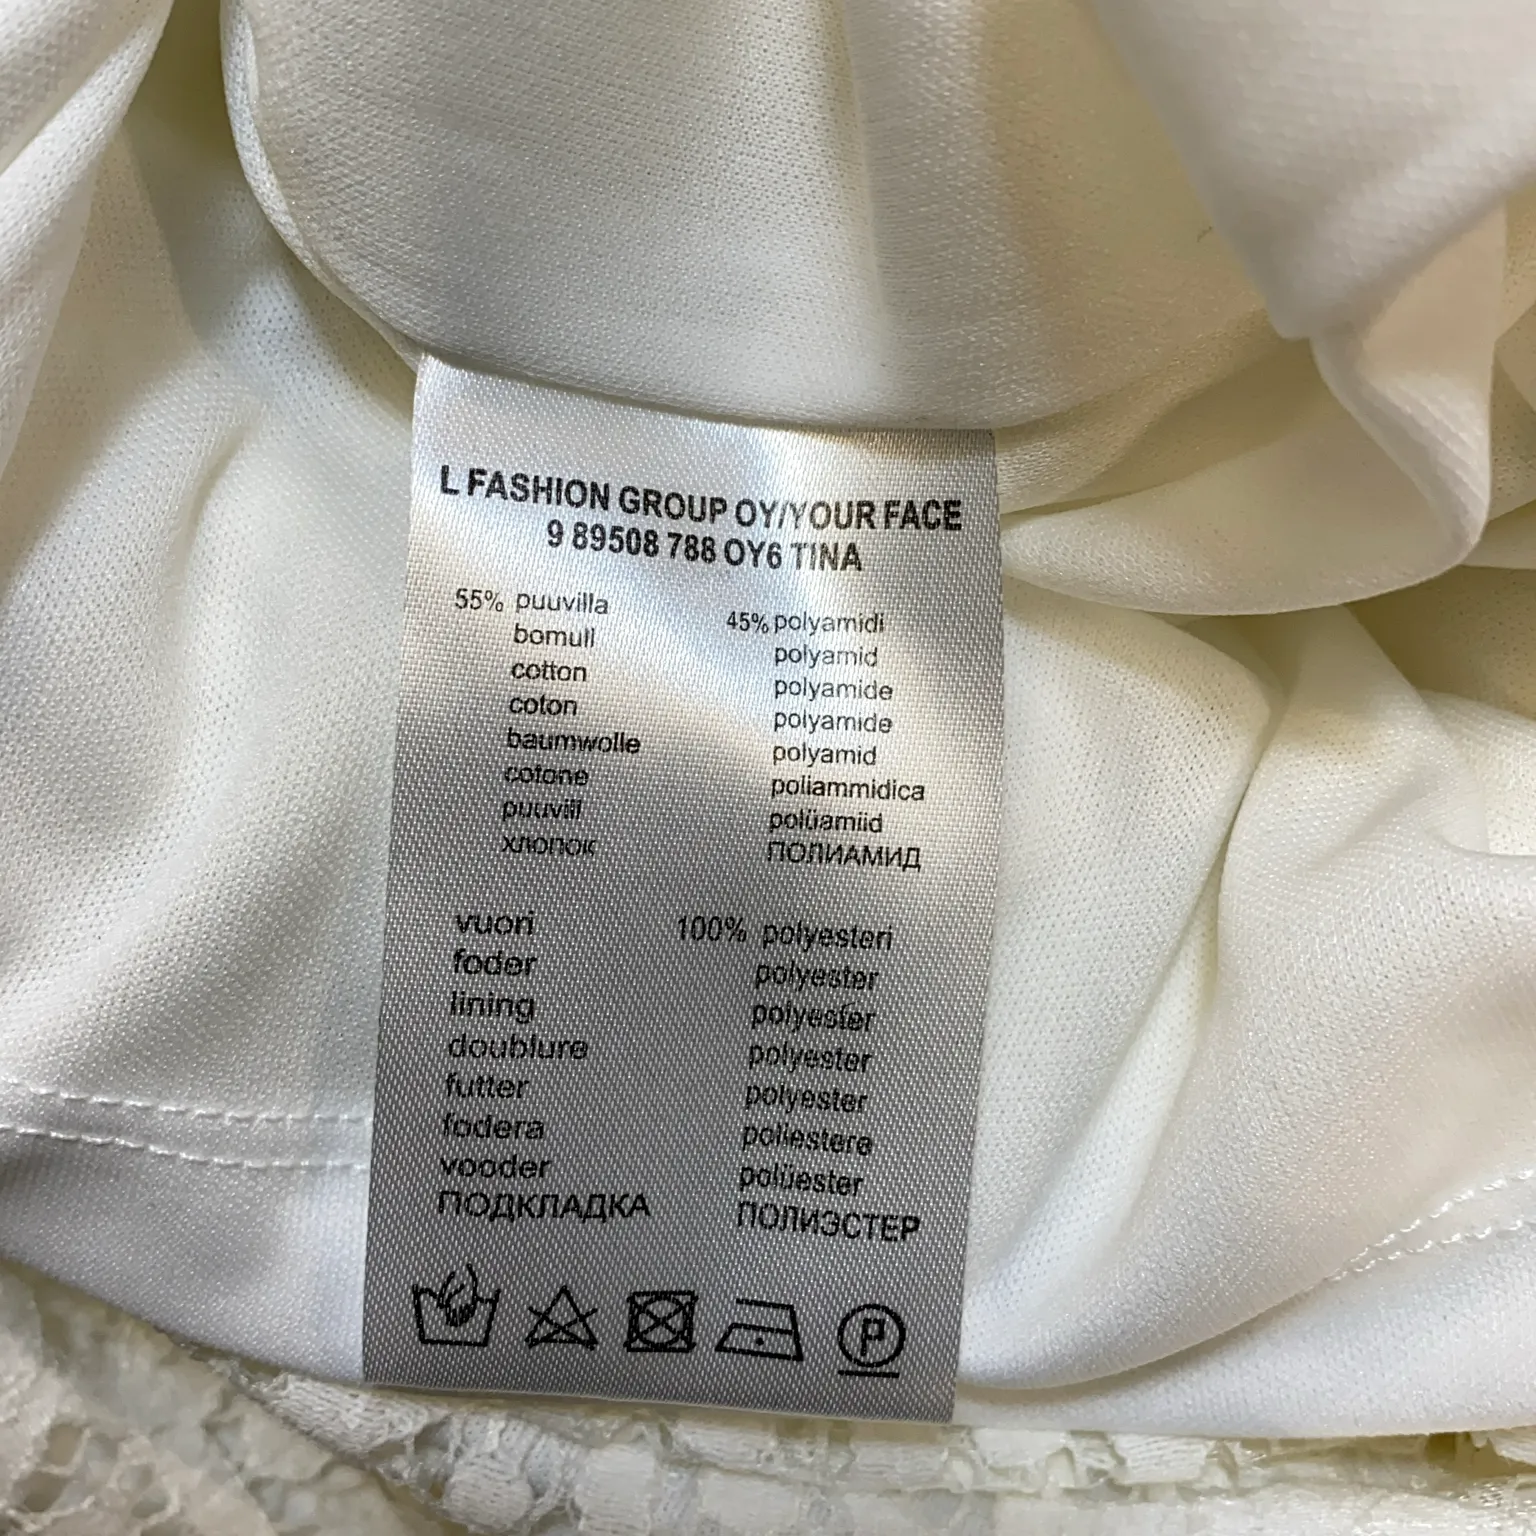 L FASHION GROUP OY/YOUR FACE
9 89508 788 OY6 TINA
55% puuvilla 45% polyamidi
bomull polyamid
cotton polyamide
coton polyamide
baumwolle polyamid
cotone poliammidica
puuvill polüamiid
хлопок ПОЛИАМИД
vuori 100% polyesteri
foder polyester
lining polyester
doublure polyester
futter polyester
fodera poliestere
vooder polüester
ПОДКЛАДКА ПОЛИЭСТЕР
P